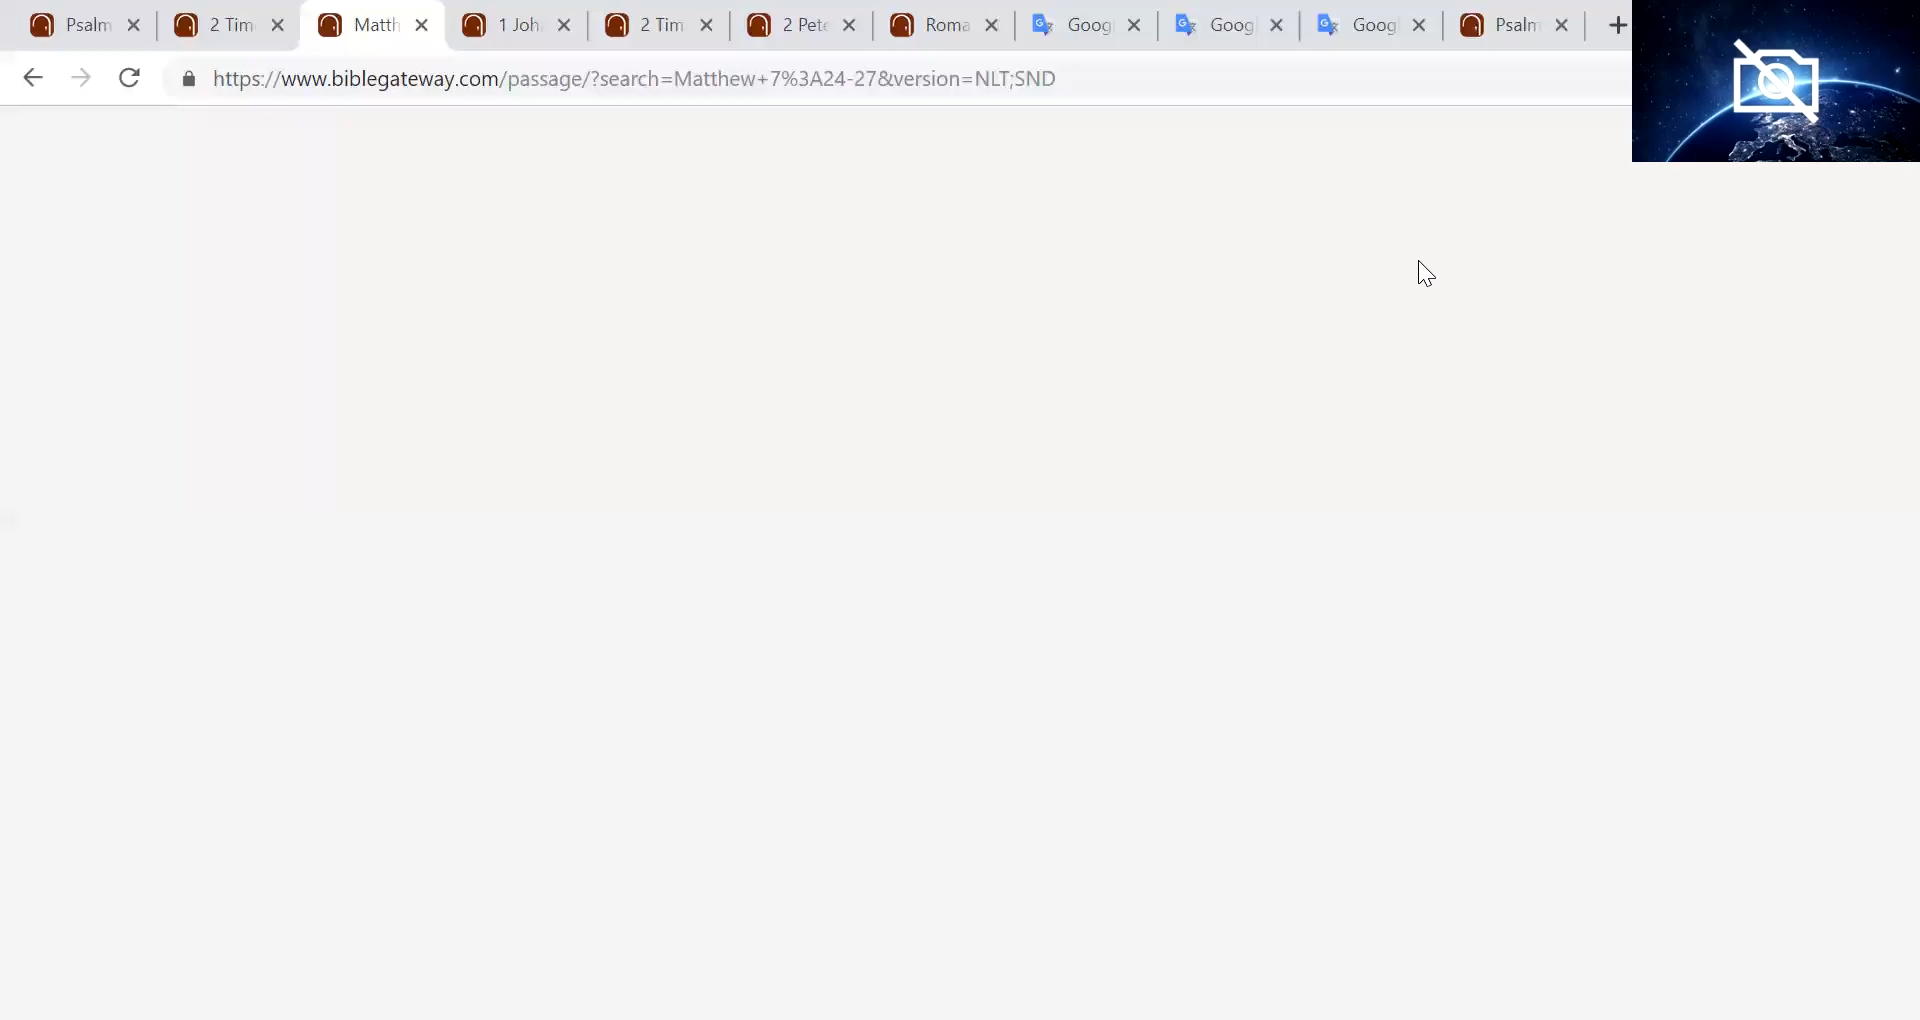 Psalm
2 Tim
Matth
1 Joh
2 Tim
2 Pete
Roma
Goog
Goog
Goog
Psalm
https://www.biblegateway.com/passage/?search=Matthew+7%3A24-27&version=NLT;SND